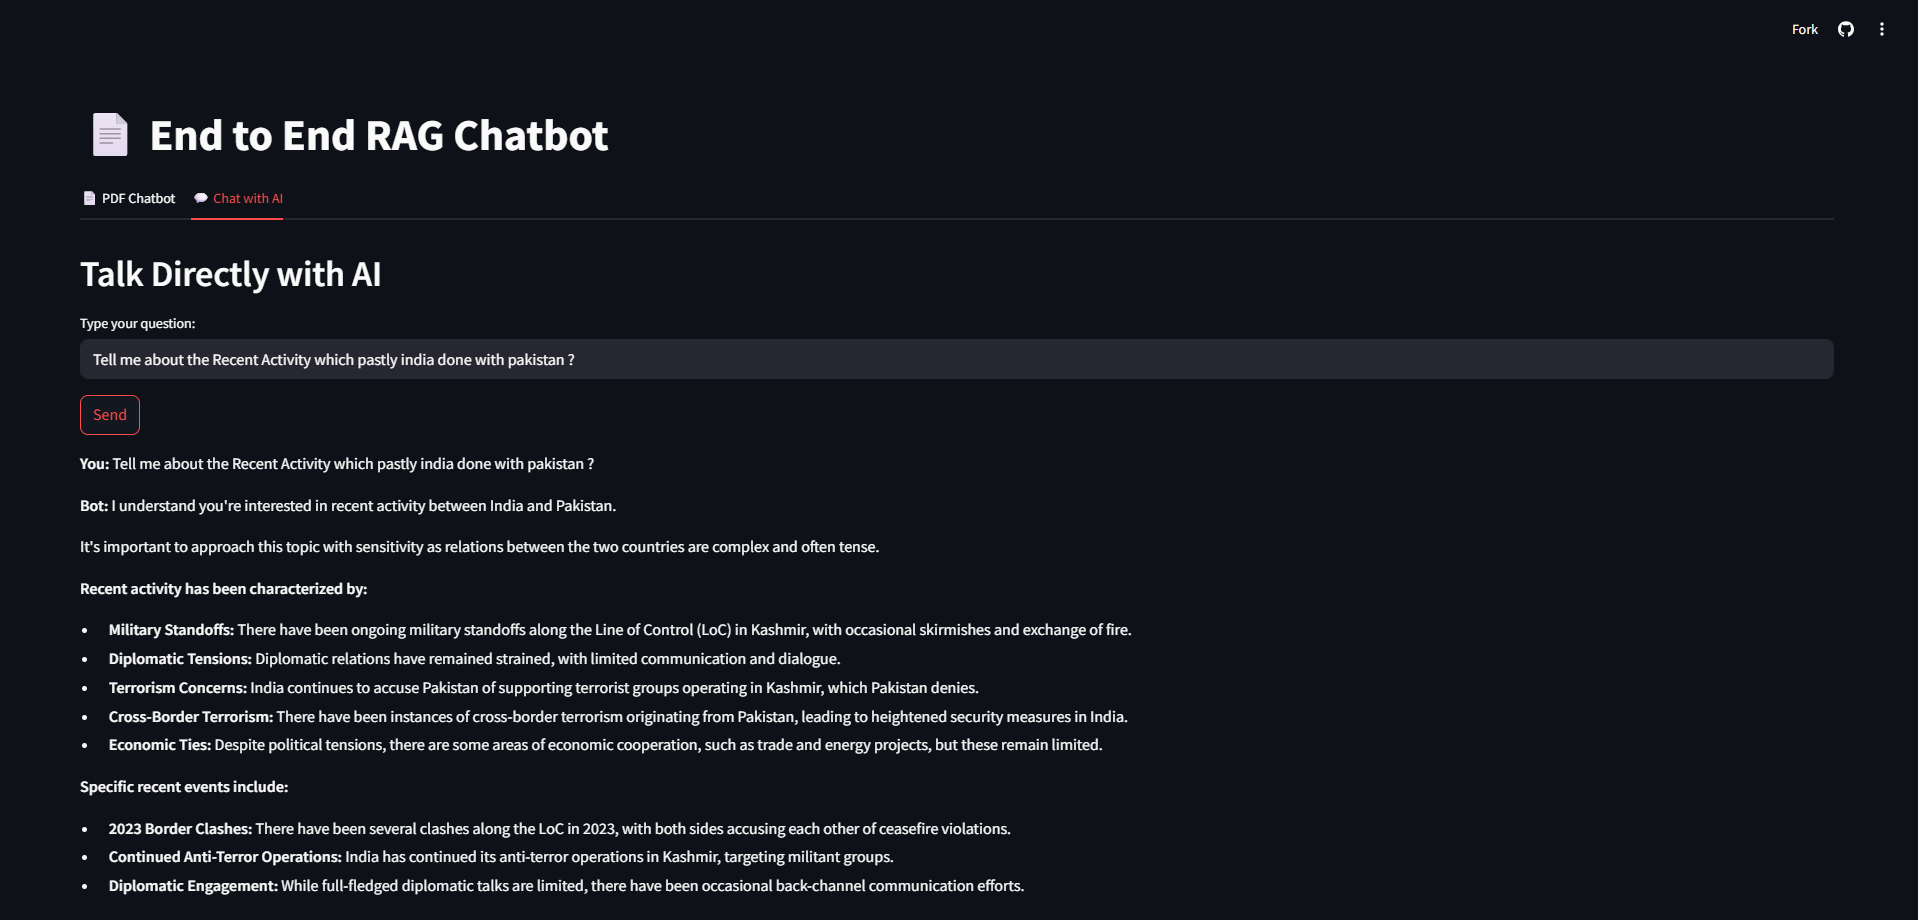 Fork
End to End RAG Chatbot
PDF Chatbot
Chat with AI
Talk Directly with AI
Type your question:
Tell me about the Recent Activity which pastly india done with pakistan ?
Send
You: Tell me about the Recent Activity which pastly india done with pakistan ?
Bot: I understand you're interested in recent activity between India and Pakistan.
It's important to approach this topic with sensitivity as relations between the two countries are complex and often tense.
Recent activity has been characterized by:
• Military Standoffs: There have been ongoing military standoffs along the Line of Control (LoC) in Kashmir, with occasional skirmishes and exchange of fire.
• Diplomatic Tensions: Diplomatic relations have remained strained, with limited communication and dialogue.
• Terrorism Concerns: India continues to accuse Pakistan of supporting terrorist groups operating in Kashmir, which Pakistan denies.
• Cross-Border Terrorism: There have been instances of cross-border terrorism originating from Pakistan, leading to heightened security measures in India.
• Economic Ties: Despite political tensions, there are some areas of economic cooperation, such as trade and energy projects, but these remain limited.
Specific recent events include:
• 2023 Border Clashes: There have been several clashes along the LoC in 2023, with both sides accusing each other of ceasefire violations.
• Continued Anti-Terror Operations: India has continued its anti-terror operations in Kashmir, targeting militant groups.
• Diplomatic Engagement: While full-fledged diplomatic talks are limited, there have been occasional back-channel communication efforts.